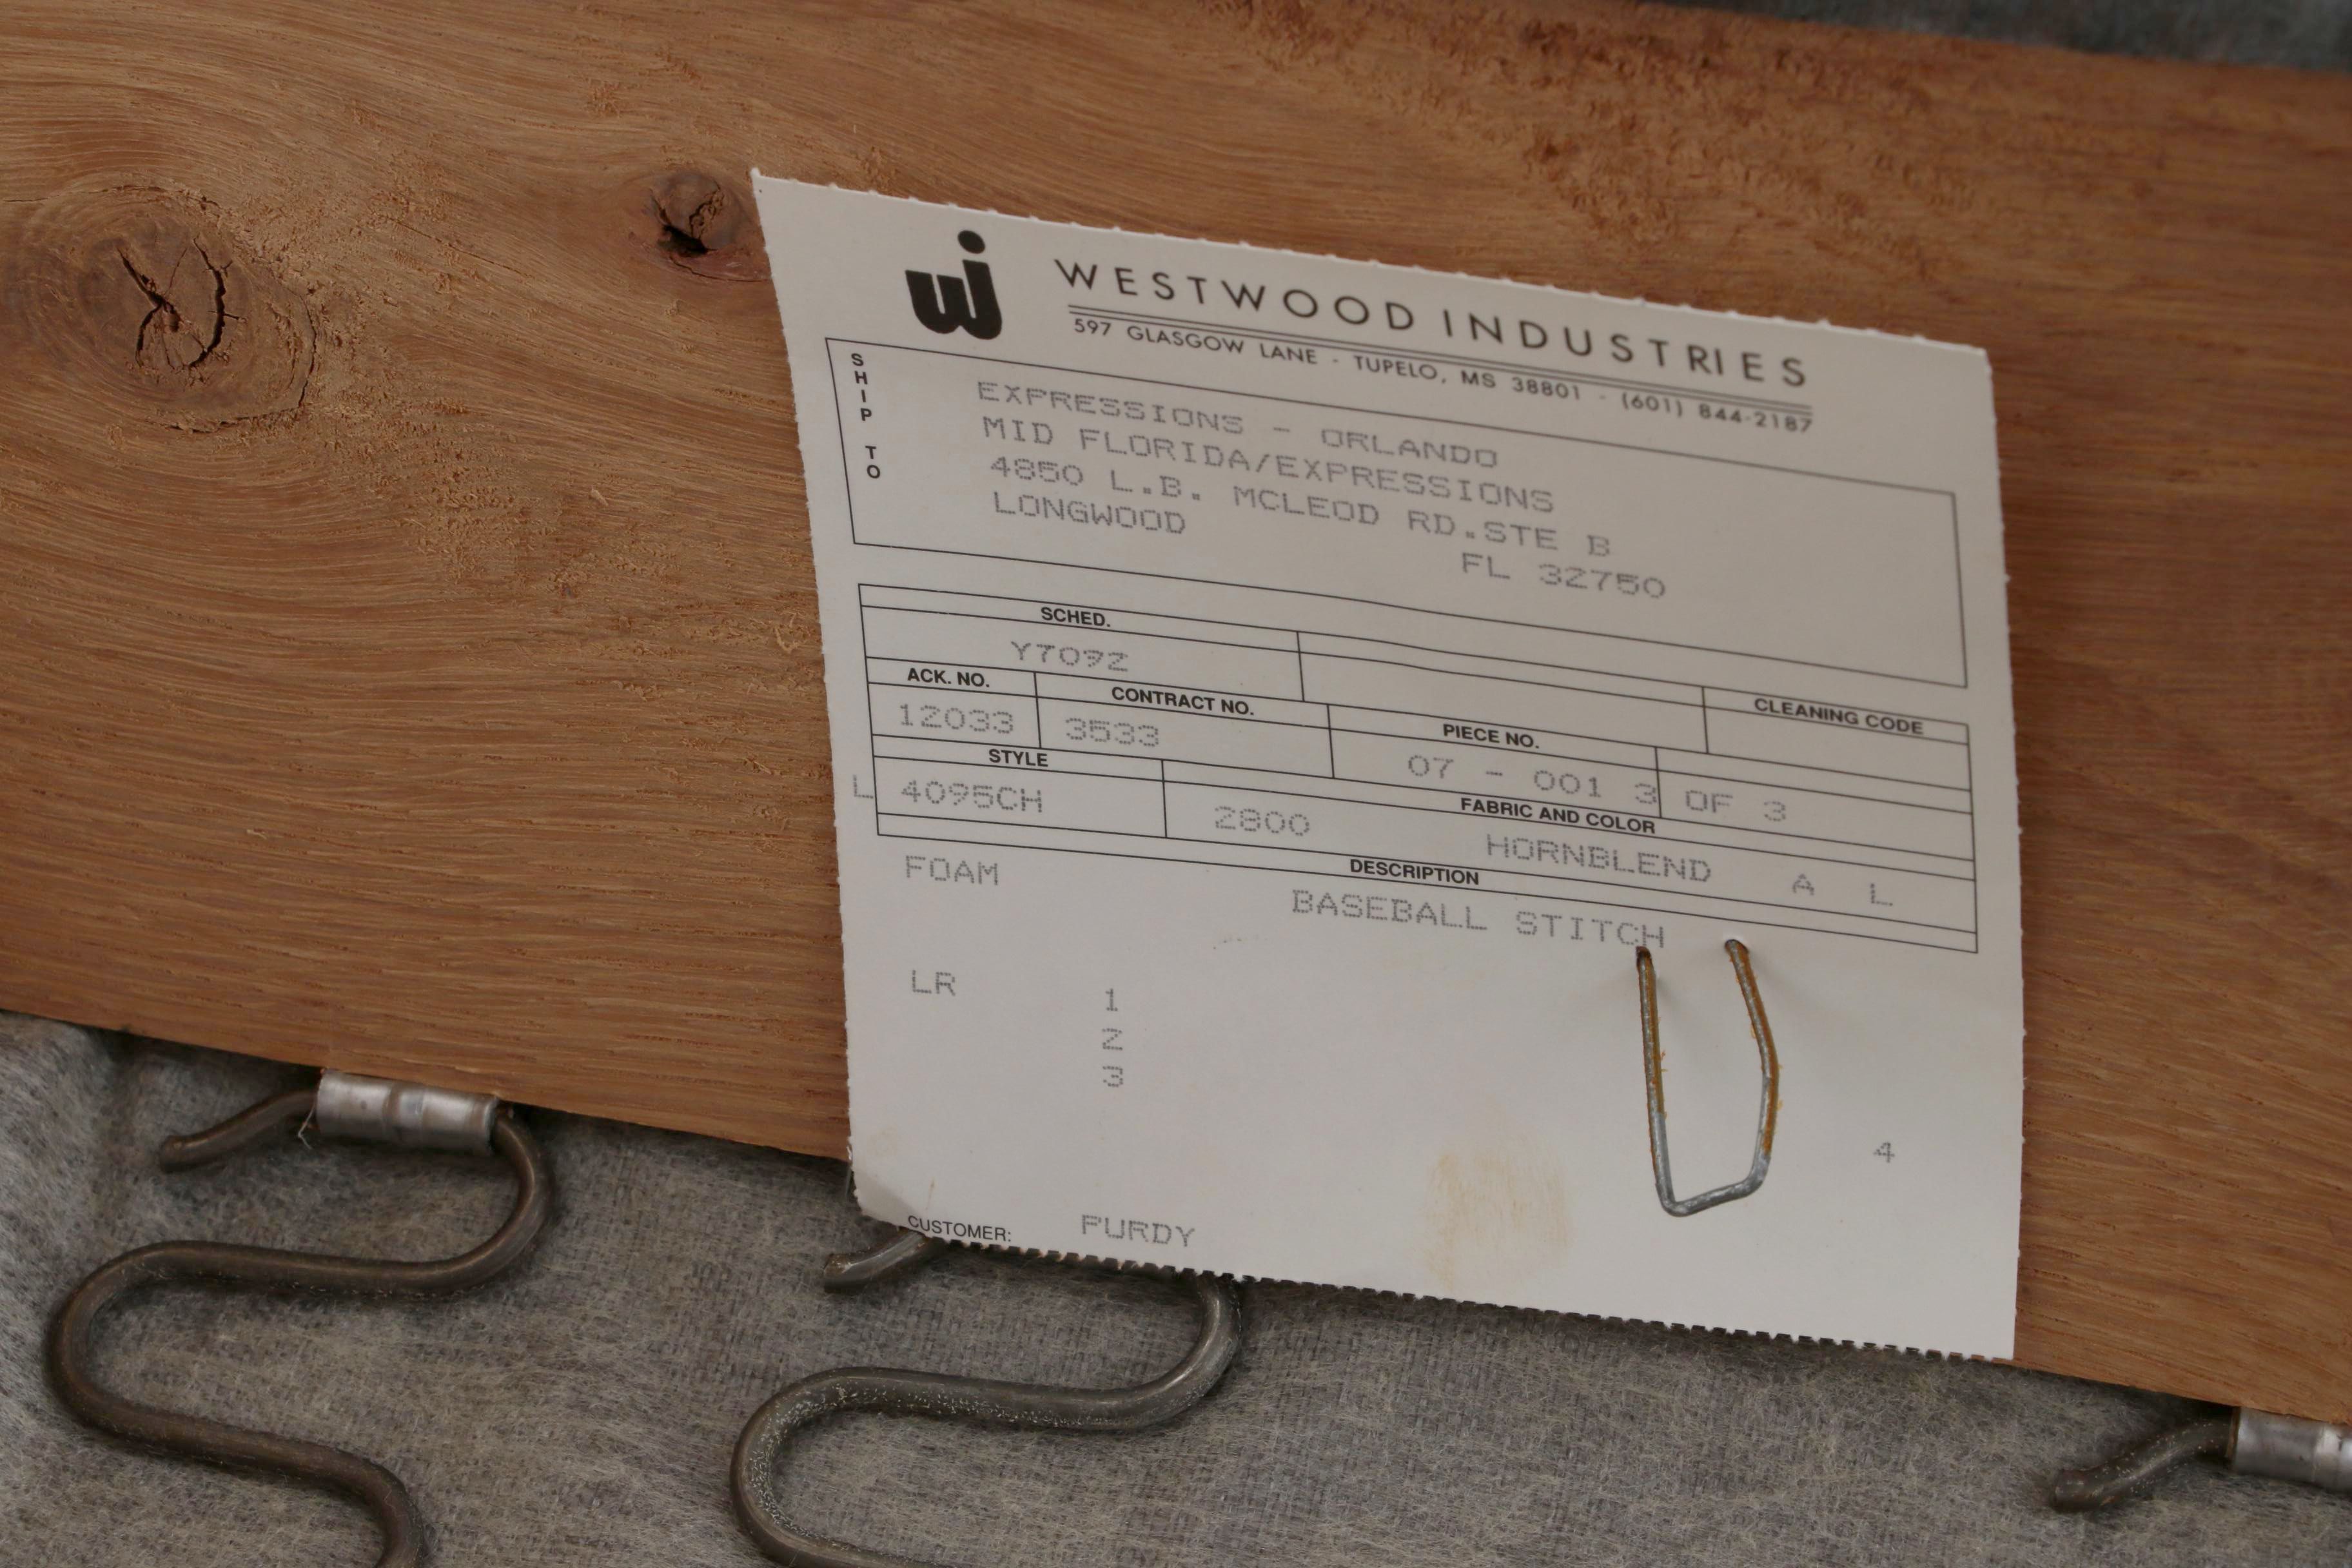 wi
WESTWOOD INDUSTRIES
597 GLASGOW LANE - TUPELO, MS 38801 - (601) 844-2187
SHIP TO
EXPRESSIONS - ORLANDO
MID FLORIDA/EXPRESSIONS
4850 L.B. MCLEOD RD.STE B
LONGWOOD FL 32750
SCHED.
Y7092
CLEANING CODE
ACK. NO. CONTRACT NO. PIECE NO.
12033 3533 07 - 001 3 OF 3
STYLE FABRIC AND COLOR
L 4095CH 2800 HORNBLEND A L
DESCRIPTION
FOAM BASEBALL STITCH
LR 1
2
3
4
CUSTOMER: PURDY